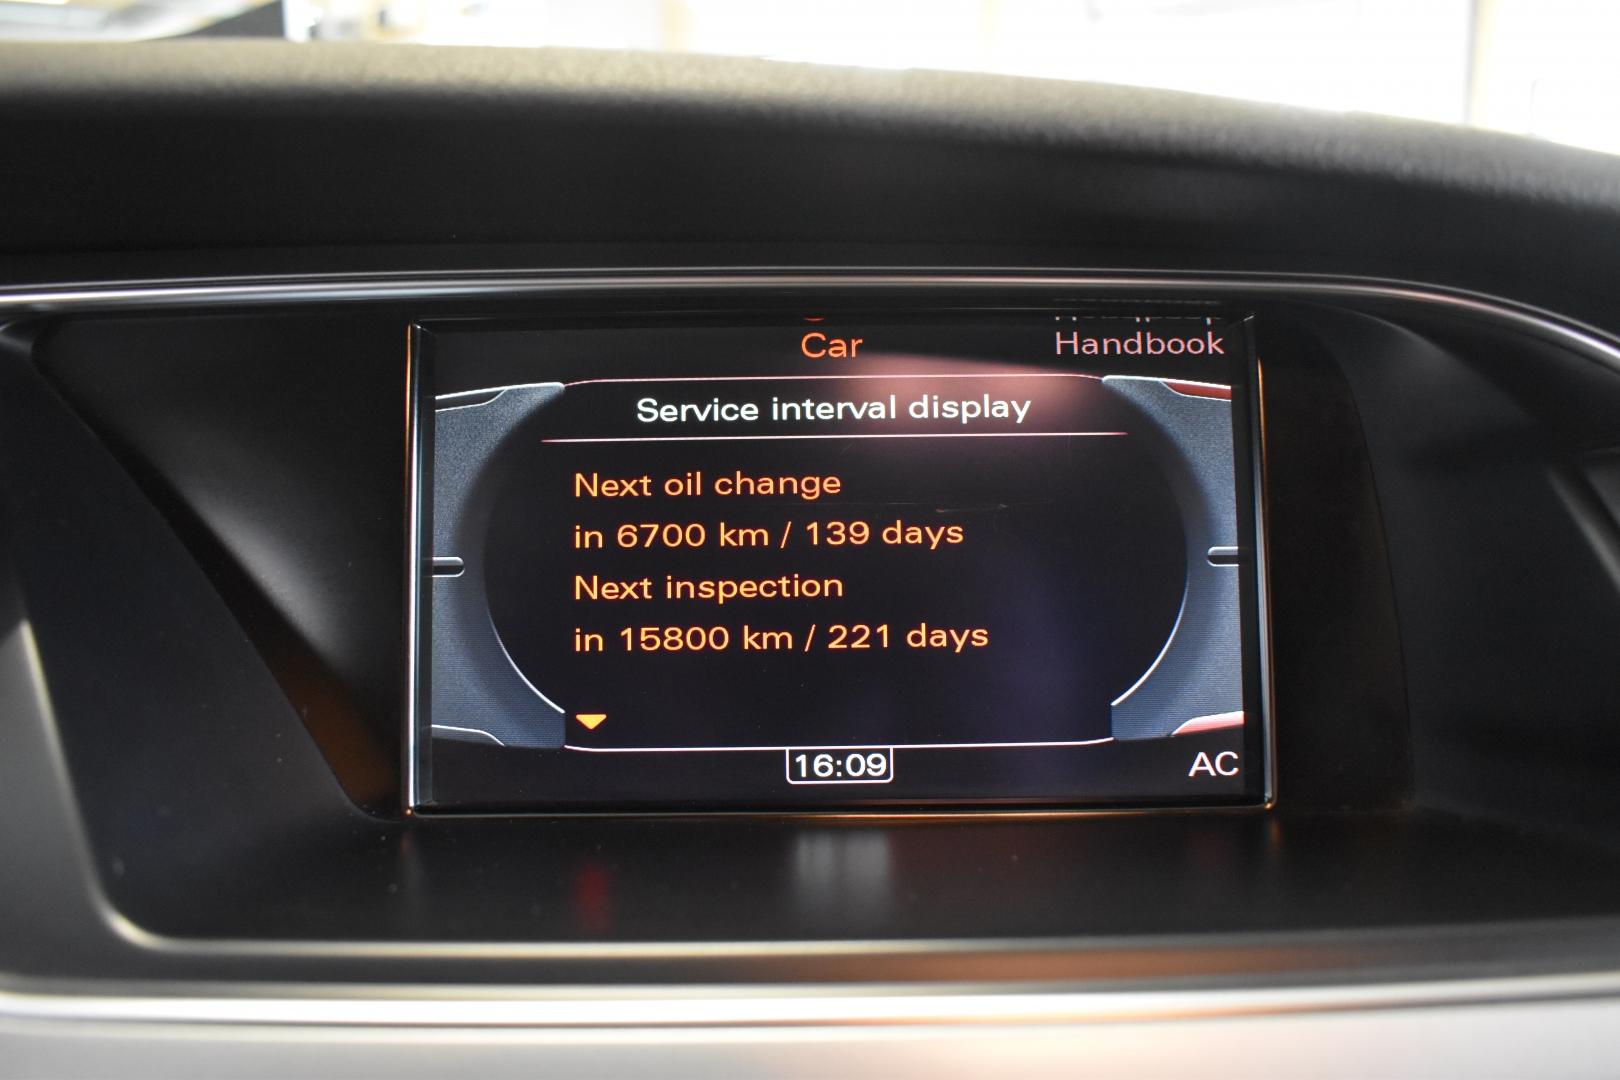 Car
Handbook
Service interval display
Next oil change
in 6700 km / 139 days
Next inspection
in 15800 km / 221 days
16:09
AC